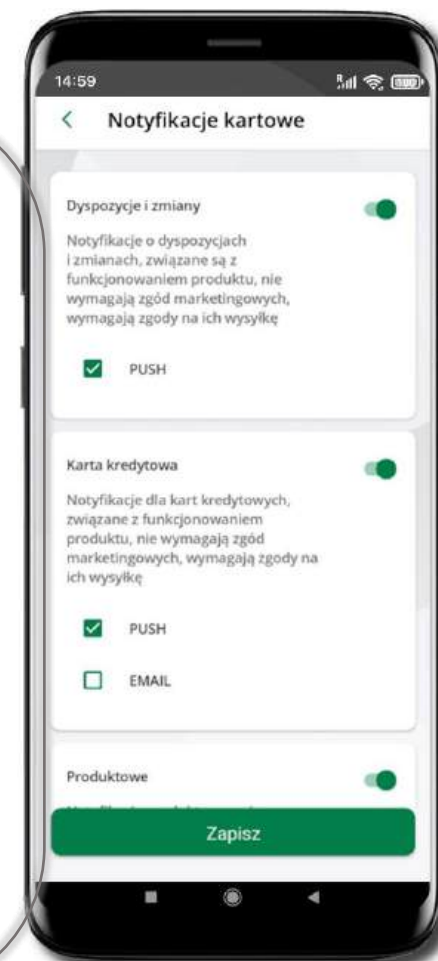 14:59
Notyfikacje kartowe
Dyspozycje i zmiany
Notyfikacje o dyspozycjach
i zmianach, związane są z
funkcjonowaniem produktu, nie
wymagają zgód marketingowych,
wymagają zgody na ich wysyłkę
PUSH
Karta kredytowa
Notyfikacje dla kart kredytowych,
związane z funkcjonowaniem
produktu, nie wymagają zgód
marketingowych, wymagają zgody na
ich wysyłkę
PUSH
EMAIL
Produktowe
Zapisz